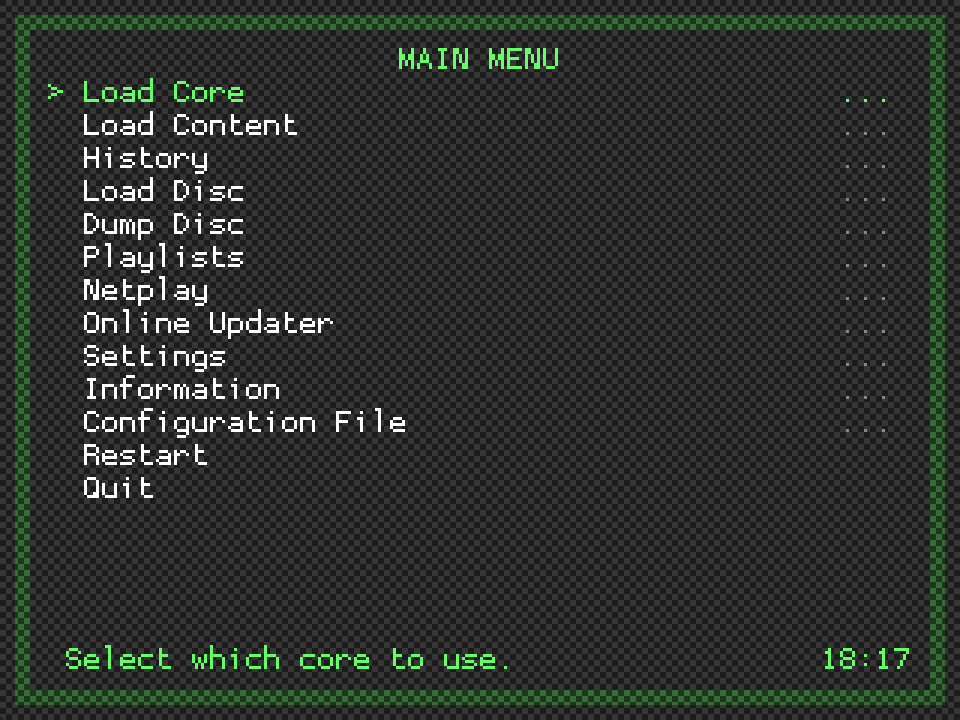 MAIN MENU
> Load Core ...
Load Content ...
History ...
Load Disc ...
Dump Disc ...
Playlists ...
Netplay ...
Online Updater ...
Settings ...
Information ...
Configuration File ...
Restart
Quit
Select which core to use. 18:17